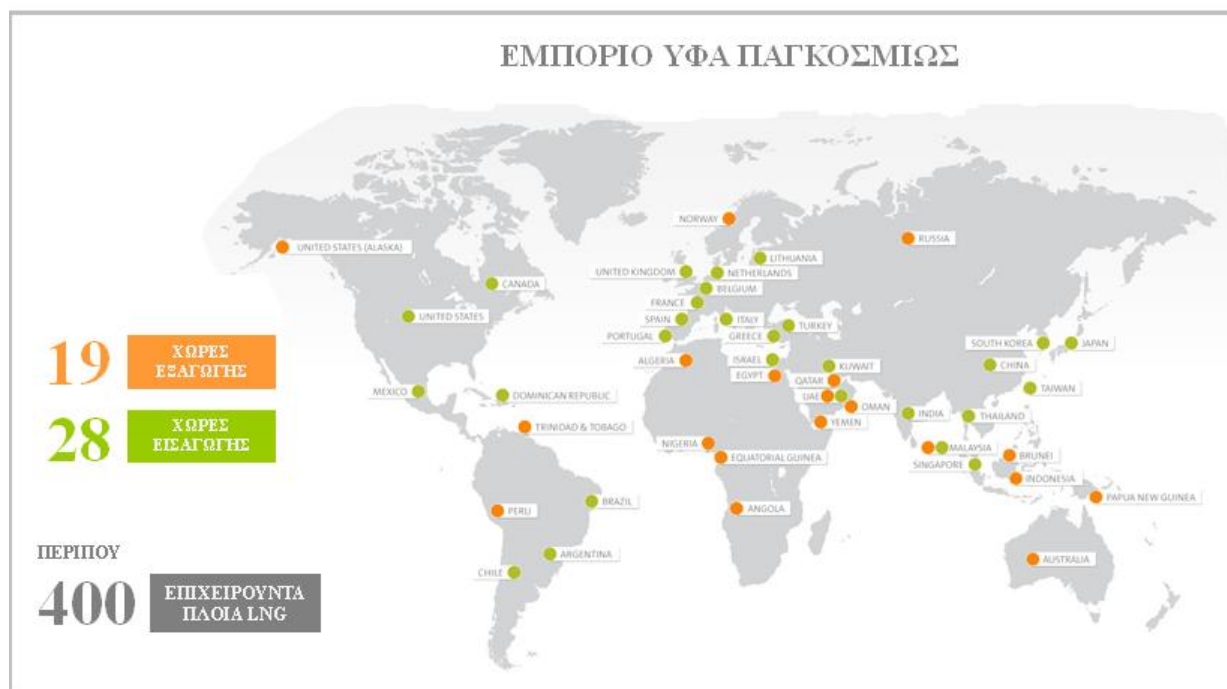 ΕΜΠΟΡΙΟ ΥΦΑ ΠΑΓΚΟΣΜΙΩΣ
NORWAY
RUSSIA
UNITED STATES (ALASKA)
LITHUANIA
UNITED KINGDOM
NETHERLANDS
CANADA
BELGIUM
FRANCE
UNITED STATES
SPAIN
ITALY
TURKEY
PORTUGAL
GREECE
SOUTH KOREA
JAPAN
19
ΧΩΡΕΣ
ΕΞΑΓΩΓΗΣ
ALGERIA
ISRAEL
KUWAIT
CHINA
EGYPT
QATAR
TAIWAN
MEXICO
DOMINICAN REPUBLIC
UAE
OMAN
INDIA
THAILAND
28
ΧΩΡΕΣ
ΕΙΣΑΓΩΓΗΣ
TRINIDAD & TOBAGO
YEMEN
NIGERIA
MALAYSIA
EQUATORIAL GUINEA
SINGAPORE
BRUNEI
INDONESIA
PERU
BRAZIL
ANGOLA
PAPUA NEW GUINEA
ΠΕΡΙΠΟΥ
400
ΕΠΙΧΕΙΡΟΥΝΤΑ
ΠΛΟΙΑ LNG
ARGENTINA
CHILE
AUSTRALIA